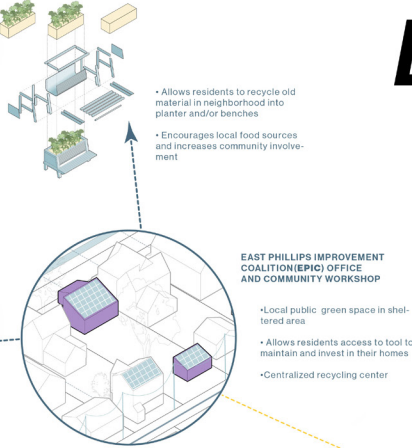 • Allows residents to recycle old
material in neighborhood into
planter and/or benches
• Encourages local food sources
and increases community involve-
ment
EAST PHILLIPS IMPROVEMENT
COALITION(EPIC) OFFICE
AND COMMUNITY WORKSHOP
•Local public green space in shel-
tered area
• Allows residents access to tool to
maintain and invest in their homes
•Centralized recycling center